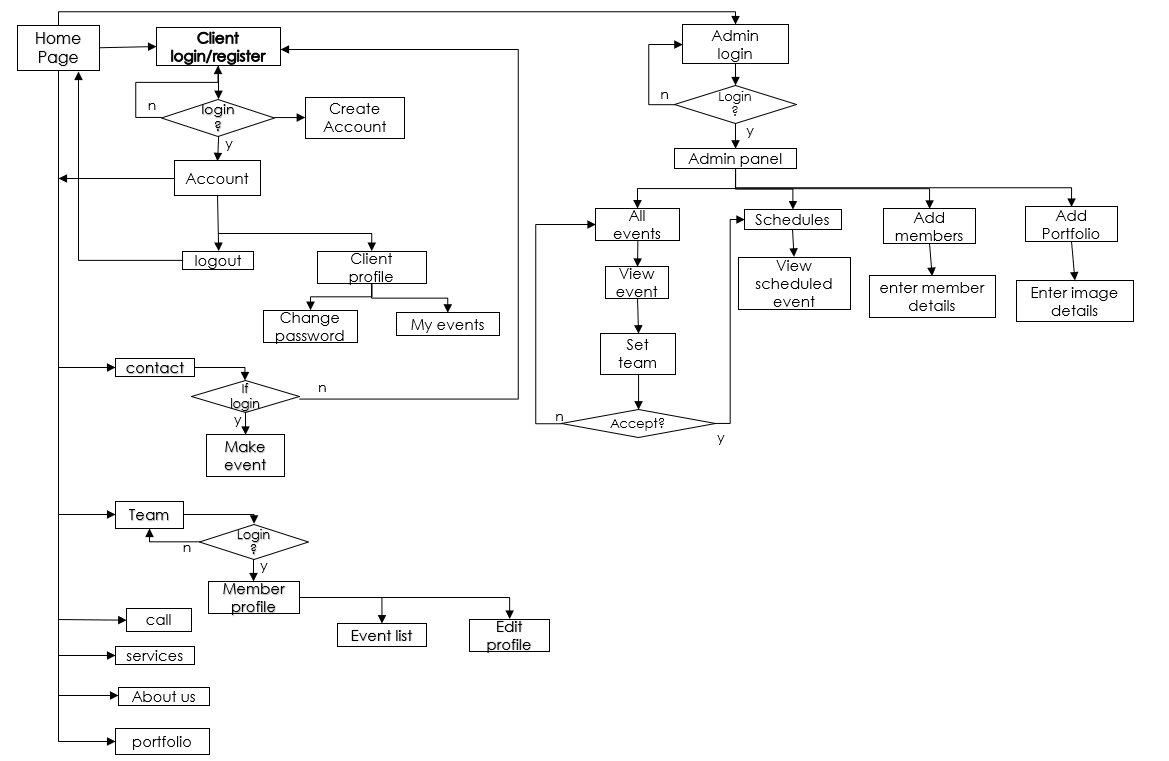 Home
Page
Client
login/register
Admin
login
n
login
?
y
Create
Account
n
Login
?
y
Account
Admin panel
logout
Client
profile
Change
password
My events
All
events
View
event
Set
team
n
Accept?
y
Schedules
View
scheduled
event
Add
members
enter member
details
Add
Portfolio
Enter image
details
contact
If
login
n
y
Make
event
Team
Login
?
n
y
Member
profile
Event list
Edit
profile
call
services
About us
portfolio